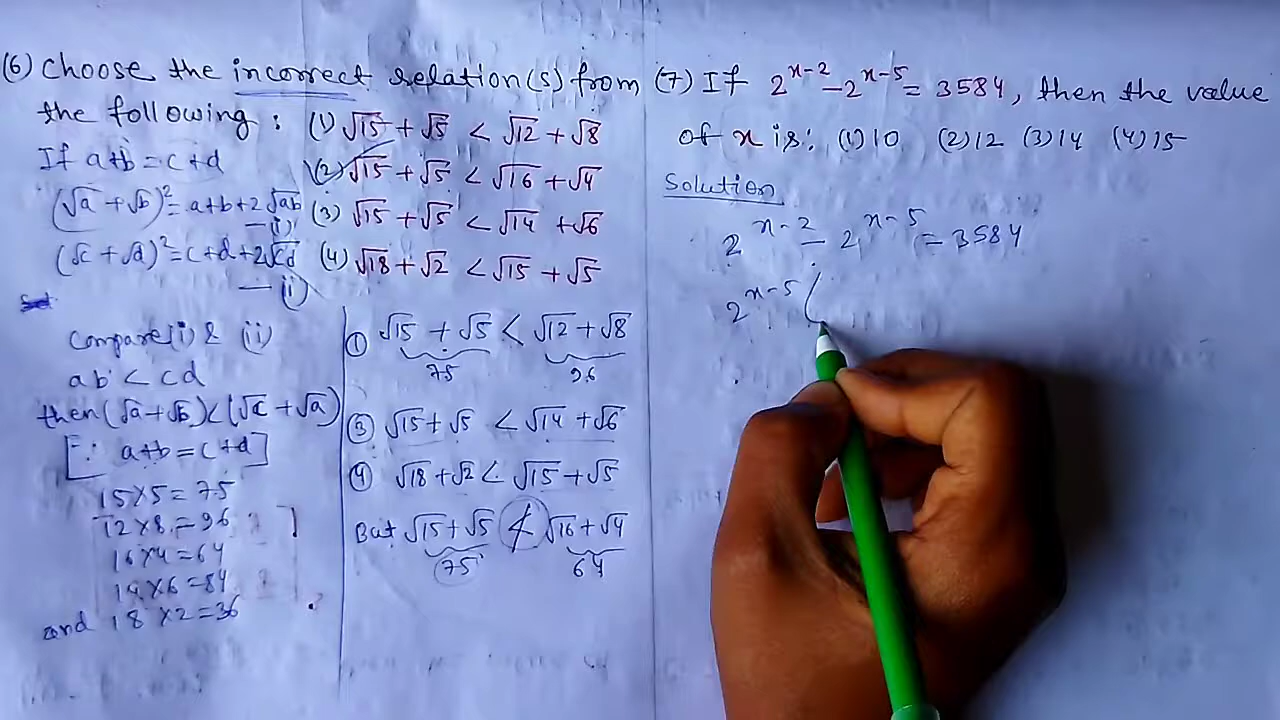 (6) Choose the incorrect relation(s) from
the following: (1) √15 + √5 < √12 + √8
If a+b = c+d
(2) √15 + √5 < √16 + √4
(√a + √b)² = a+b+2√ab
—(i)
(3) √15 + √5 < √14 + √6
(√c + √d)² = c+d+2√cd
—(ii)
(4) √18 + √2 < √15 + √5
Compare (i) & (ii)
ab < cd
then (√a+√b) < (√c + √d)
[∵ a+b = c+d]
15×5 = 75
12×8 = 96
16×4 = 64
14×6 = 84
and 18×2 = 36
① √15 + √5 < √12 + √8
75 96
③ √15 + √5 < √14 + √6
④ √18 + √2 < √15 + √5
But √15 + √5 ≮ √16 + √4
75 64
(7) If 2^(x-2) - 2^(x-5) = 3584, then the value
of x is: (1) 10 (2) 12 (3) 14 (4) 15
Solution
2^(x-2) - 2^(x-5) = 3584
2^(x-5) (